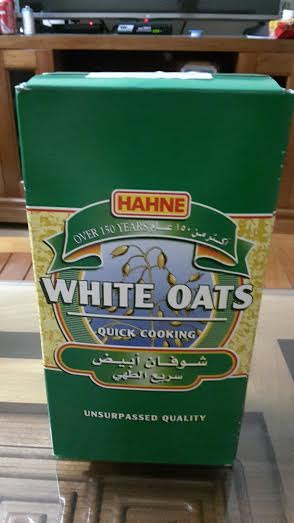 HAHNE
OVER 150 YEARS أكثر من ١٥٠ عام
WHITE OATS
QUICK COOKING
شوفان أبيض
سريع الطهي
UNSURPASSED QUALITY